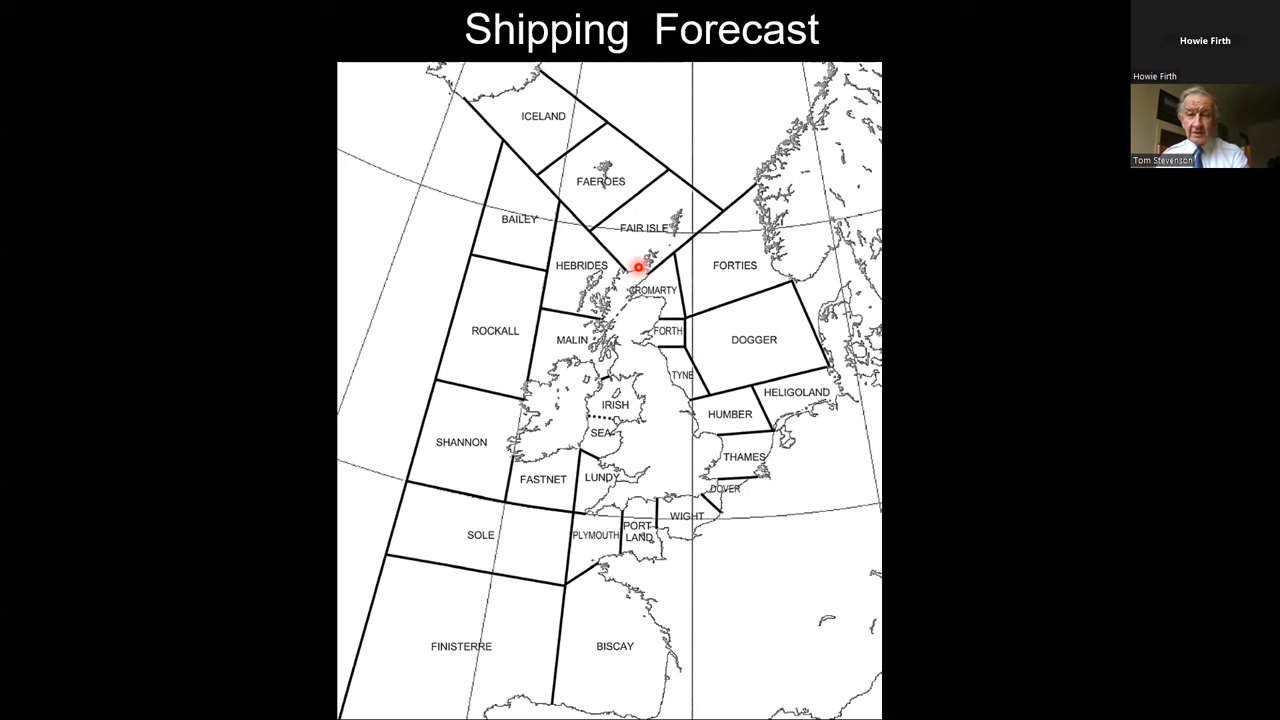 Shipping Forecast
ICELAND
FAEROES
BAILEY
FAIR ISLE
HEBRIDES
FORTIES
CROMARTY
ROCKALL
MALIN
FORTH
DOGGER
TYNE
HELIGOLAND
IRISH
SEA
HUMBER
SHANNON
THAMES
FASTNET
LUNDY
DOVER
SOLE
PLYMOUTH
PORT
LAND
WIGHT
FINISTERRE
BISCAY
Howie Firth
Howie Firth
Tom Stevenson